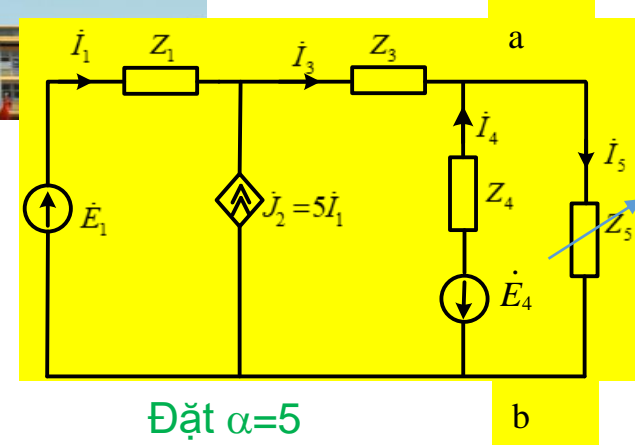 İ₁ Z₁ İ₃ Z₃ a
İ₄ İ₅
Ė₁ J̇₂ = 5İ₁ Z₄ Z₅
Ė₄
Đặt α=5 b